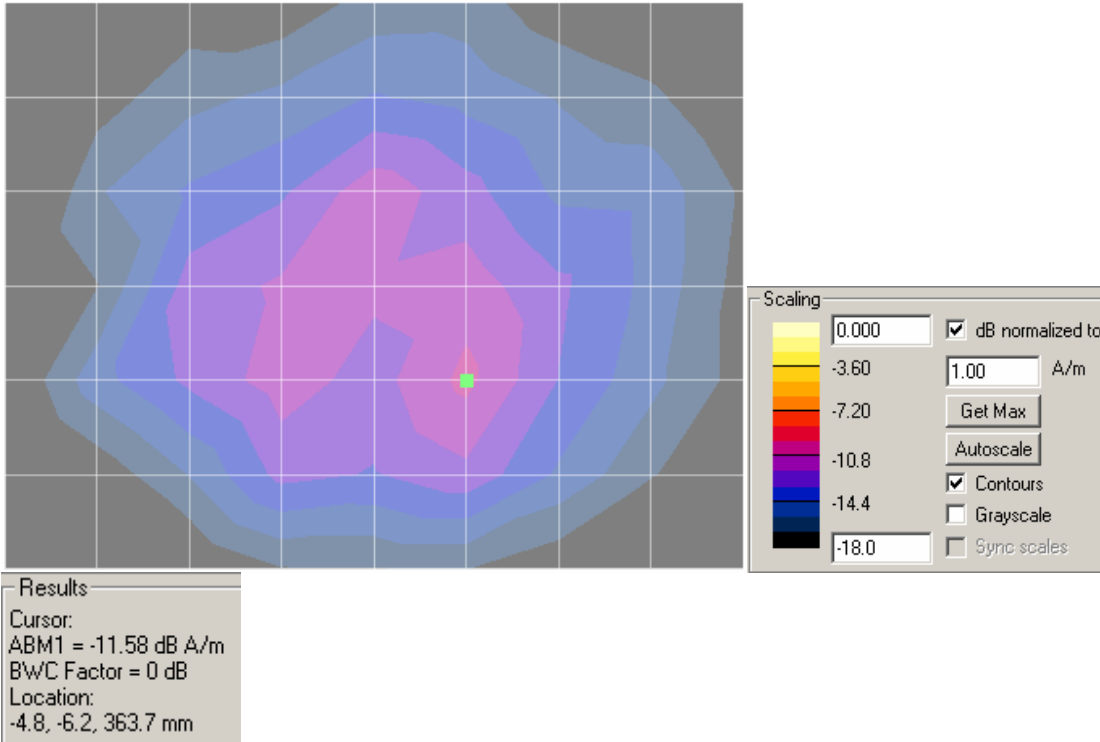 Scaling
0.000
dB normalized to
-3.60
1.00 A/m
-7.20
Get Max
-10.8
Autoscale
Contours
-14.4
Grayscale
-18.0
Sync scales
Results
Cursor:
ABM1 = -11.58 dB A/m
BWC Factor = 0 dB
Location:
-4.8, -6.2, 363.7 mm